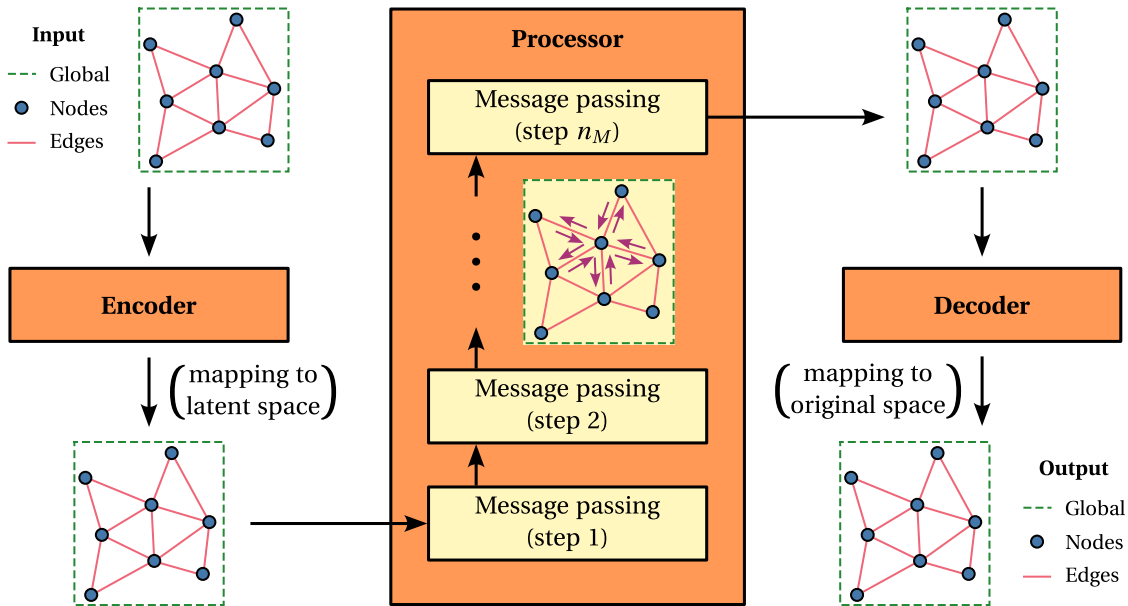 Input
Global
Nodes
Edges
Encoder
(mapping to
latent space)
Processor
Message passing
(step n_M)
Message passing
(step 2)
Message passing
(step 1)
Decoder
(mapping to
original space)
Output
Global
Nodes
Edges